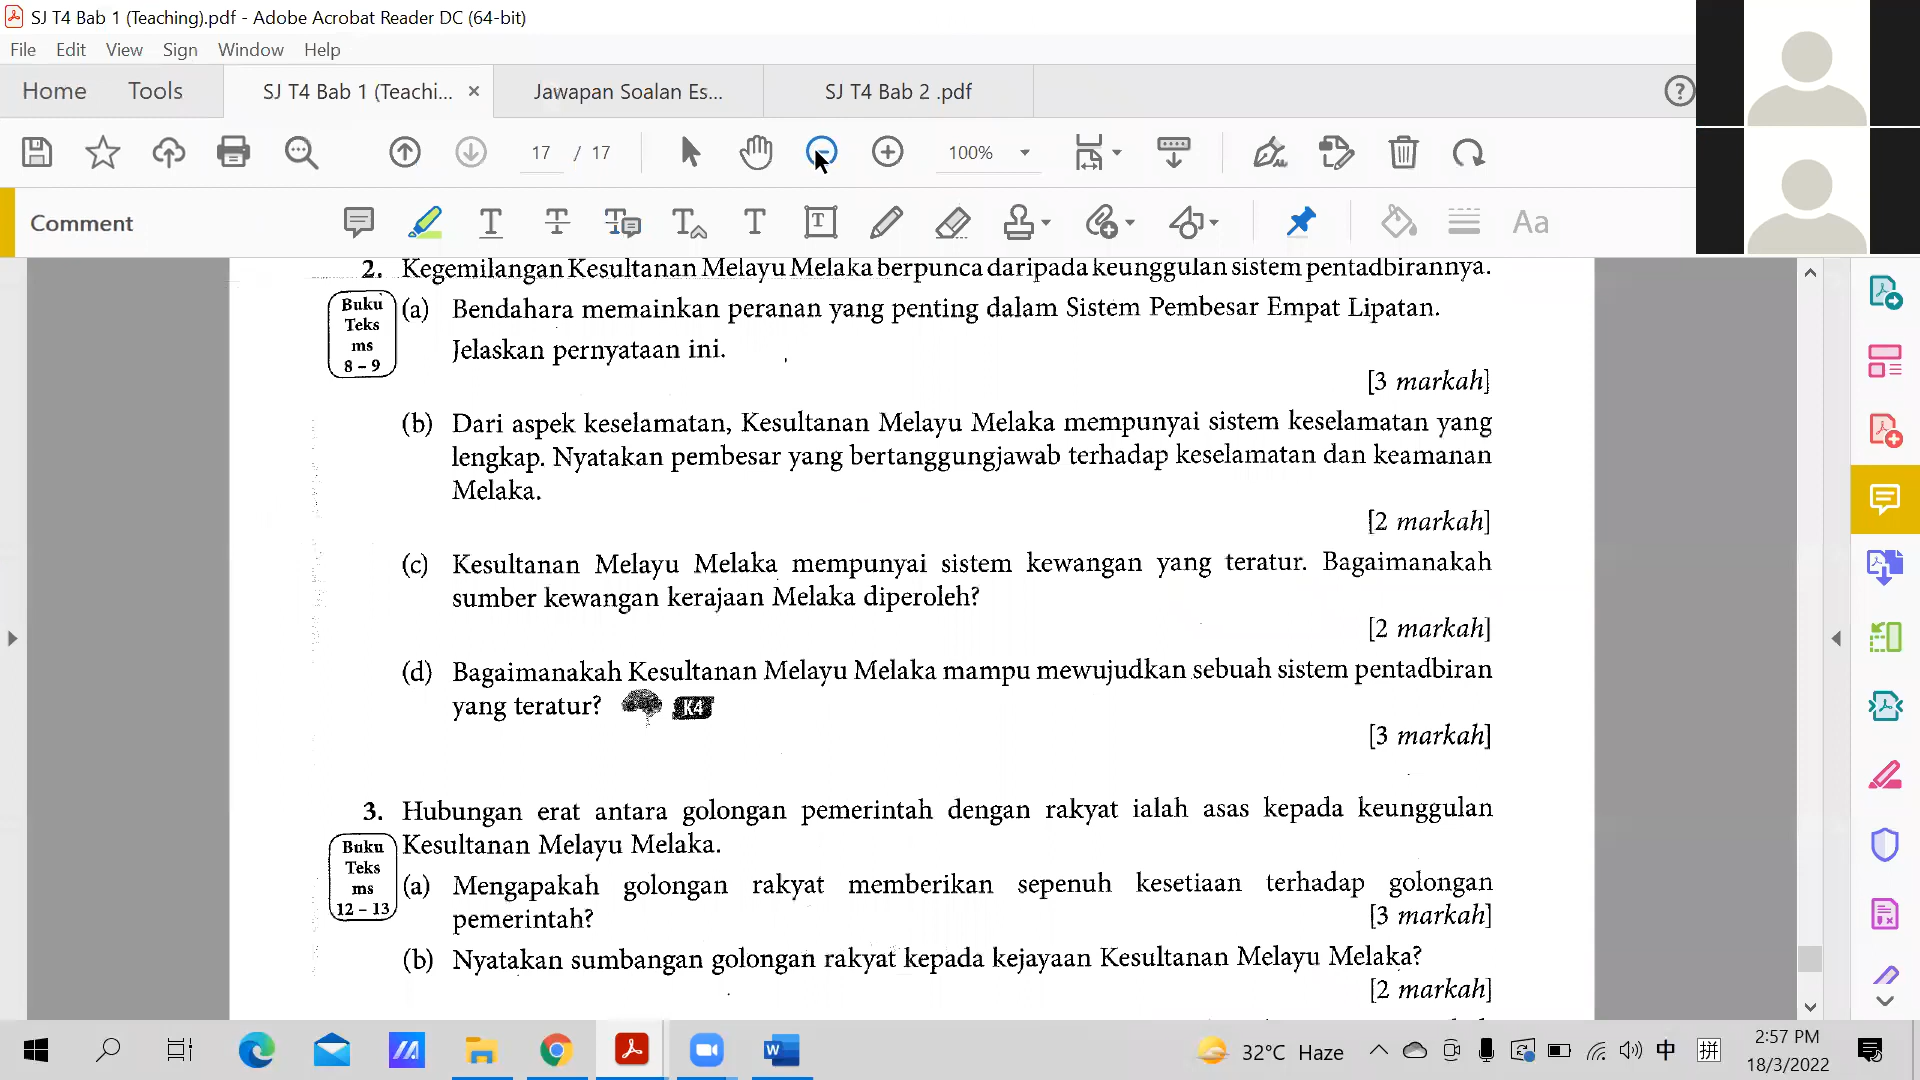 SJ T4 Bab 1 (Teaching).pdf - Adobe Acrobat Reader DC (64-bit)
File Edit View Sign Window Help
Home Tools SJ T4 Bab 1 (Teachi... × Jawapan Soalan Es... SJ T4 Bab 2 .pdf
17 / 17 100%
Comment
2. Kegemilangan Kesultanan Melayu Melaka berpunca daripada keunggulan sistem pentadbirannya.
Buku
Teks
ms
8 – 9
(a) Bendahara memainkan peranan yang penting dalam Sistem Pembesar Empat Lipatan.
Jelaskan pernyataan ini.
[3 markah]
(b) Dari aspek keselamatan, Kesultanan Melayu Melaka mempunyai sistem keselamatan yang
lengkap. Nyatakan pembesar yang bertanggungjawab terhadap keselamatan dan keamanan
Melaka.
[2 markah]
(c) Kesultanan Melayu Melaka mempunyai sistem kewangan yang teratur. Bagaimanakah
sumber kewangan kerajaan Melaka diperoleh?
[2 markah]
(d) Bagaimanakah Kesultanan Melayu Melaka mampu mewujudkan sebuah sistem pentadbiran
yang teratur? K4
[3 markah]
3. Hubungan erat antara golongan pemerintah dengan rakyat ialah asas kepada keunggulan
Kesultanan Melayu Melaka.
Buku
Teks
ms
12 – 13
(a) Mengapakah golongan rakyat memberikan sepenuh kesetiaan terhadap golongan
pemerintah? [3 markah]
(b) Nyatakan sumbangan golongan rakyat kepada kejayaan Kesultanan Melayu Melaka?
[2 markah]
32°C Haze 中 拼 2:57 PM
18/3/2022